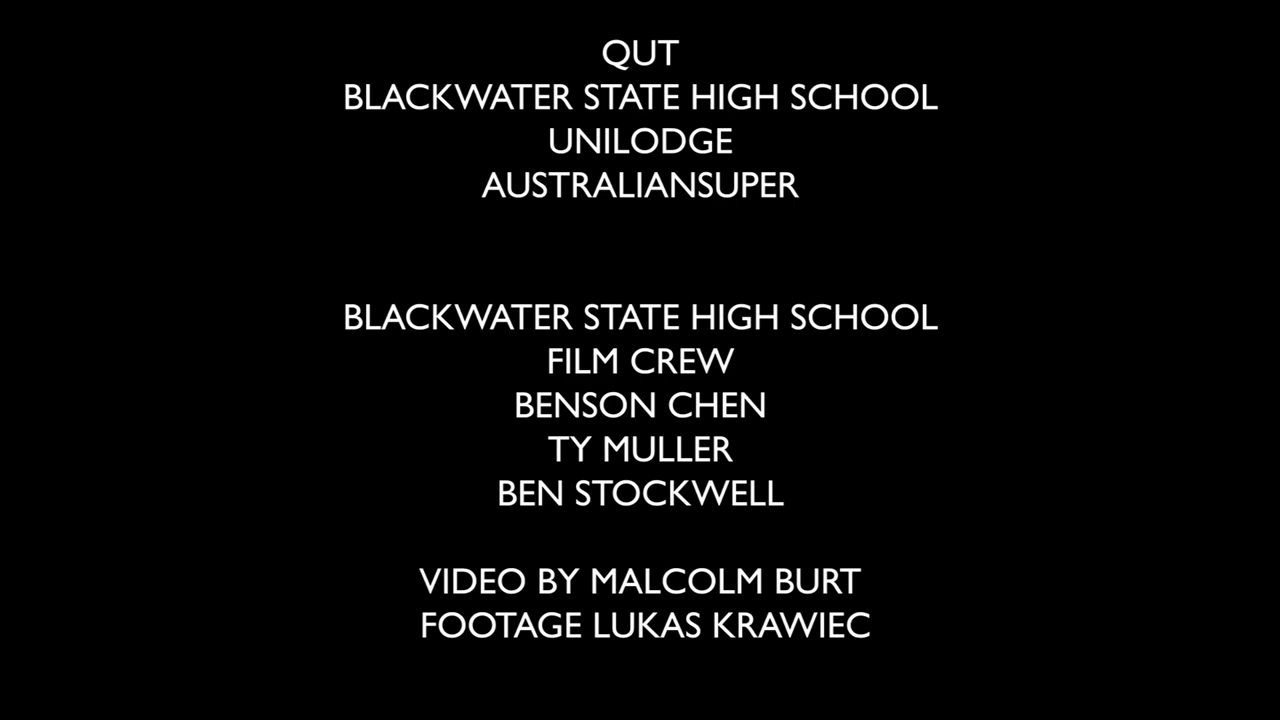 QUT
BLACKWATER STATE HIGH SCHOOL
UNILODGE
AUSTRALIANSUPER
BLACKWATER STATE HIGH SCHOOL
FILM CREW
BENSON CHEN
TY MULLER
BEN STOCKWELL
VIDEO BY MALCOLM BURT
FOOTAGE LUKAS KRAWIEC